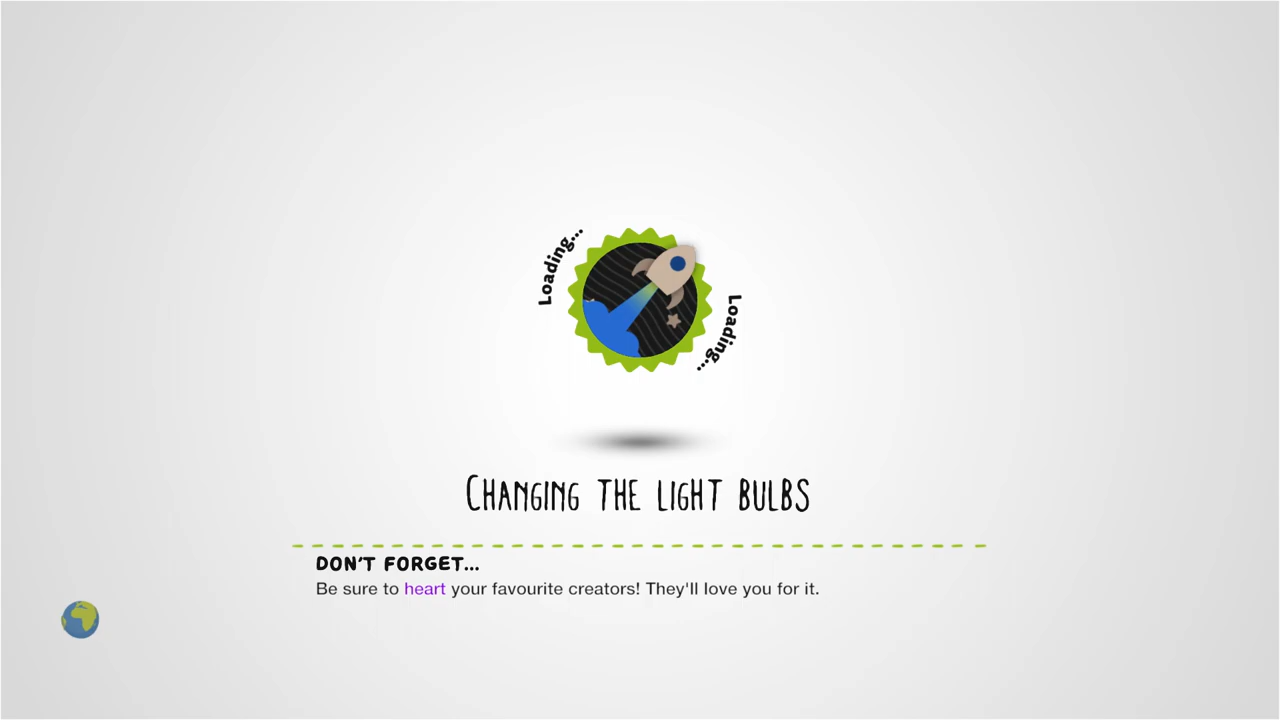 Loading...
Loading...
CHANGING THE LIGHT BULBS
DON'T FORGET...
Be sure to heart your favourite creators! They'll love you for it.